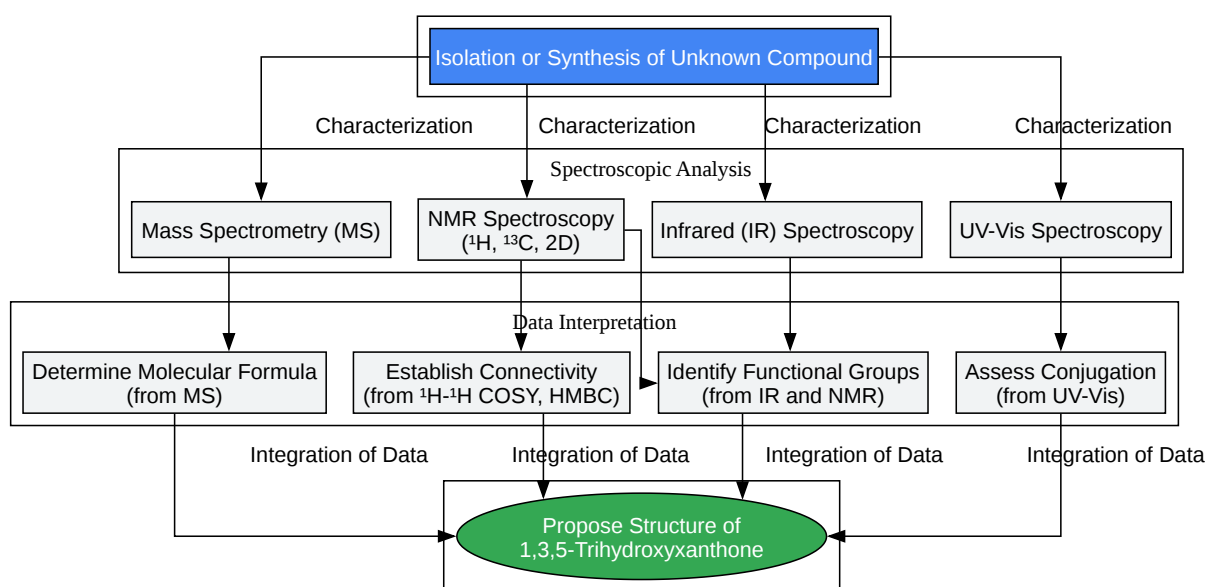 Isolation or Synthesis of Unknown Compound
Characterization
Characterization
Characterization
Characterization
Spectroscopic Analysis
Mass Spectrometry (MS)
NMR Spectroscopy
(¹H, ¹³C, 2D)
Infrared (IR) Spectroscopy
UV-Vis Spectroscopy
Data Interpretation
Determine Molecular Formula
(from MS)
Establish Connectivity
(from ¹H-¹H COSY, HMBC)
Identify Functional Groups
(from IR and NMR)
Assess Conjugation
(from UV-Vis)
Integration of Data
Integration of Data
Integration of Data
Integration of Data
Propose Structure of
1,3,5-Trihydroxyxanthone